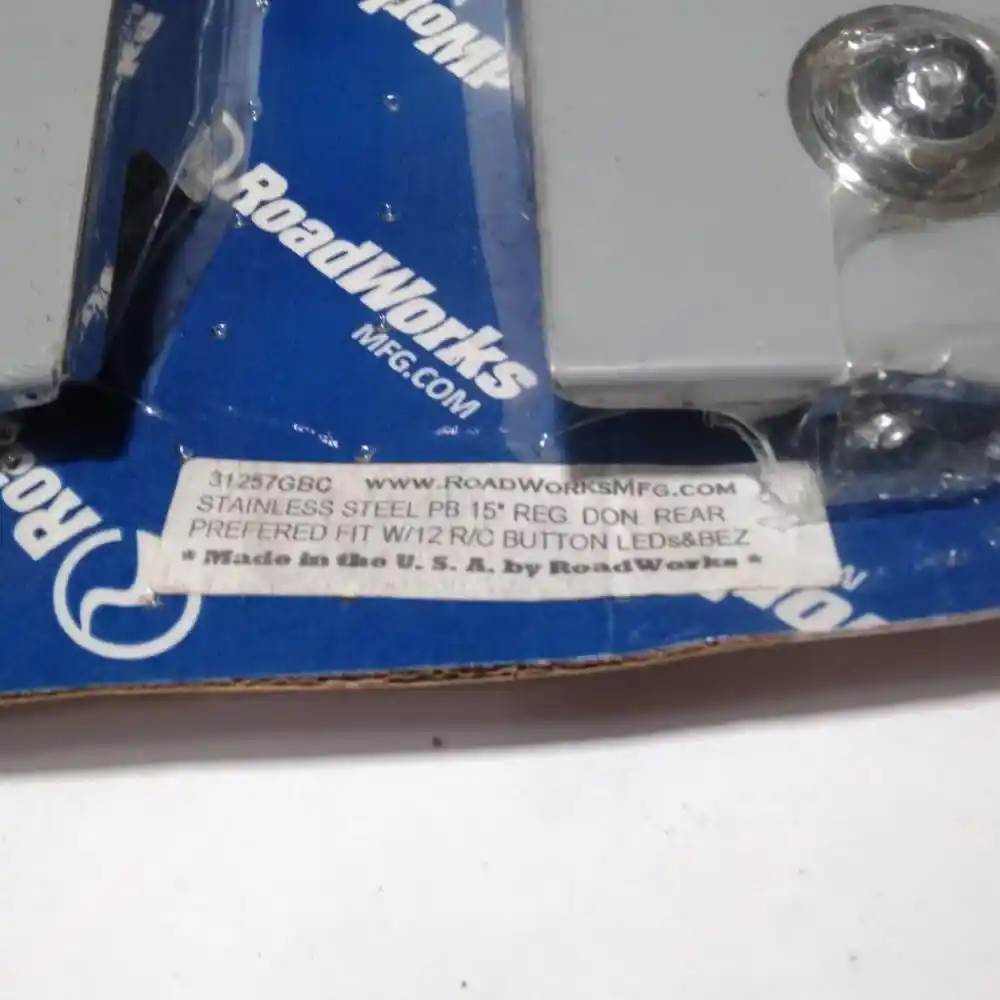 RoadWorks
MFG.COM
31257GBC WWW.ROADWORKSMFG.COM
STAINLESS STEEL PB 15" REG. DON. REAR
PREFERED FIT W/12 R/C BUTTON LEDs&BEZ
* Made in the U. S. A. by RoadWorks *